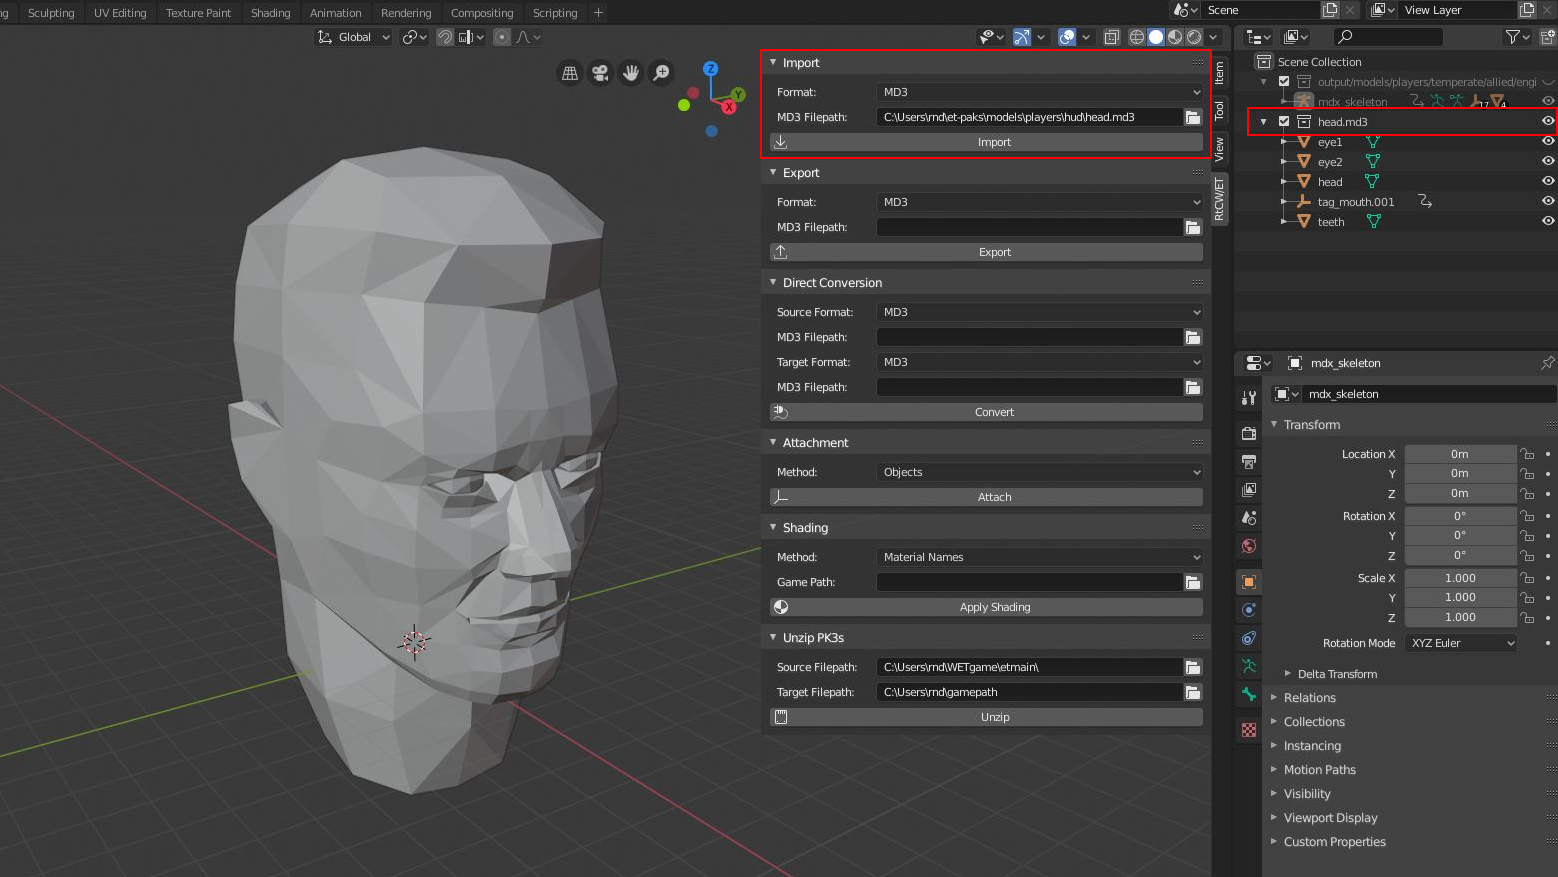 ng Sculpting UV Editing Texture Paint Shading Animation Rendering Compositing Scripting +
Scene
View Layer
Global
Z
Y
X
Import
Format: MD3
MD3 Filepath: C:\Users\rnd\et-paks\models\players\hud\head.md3
Import
Export
Format: MD3
MD3 Filepath:
Export
Direct Conversion
Source Format: MD3
MD3 Filepath:
Target Format: MD3
MD3 Filepath:
Convert
Attachment
Method: Objects
Attach
Shading
Method: Material Names
Game Path:
Apply Shading
Unzip PK3s
Source Filepath: C:\Users\rnd\WETgame\etmain\
Target Filepath: C:\Users\rnd\gamepath
Unzip
Item
Tool
View
RtCW/ET
Scene Collection
output/models/players/temperate/allied/engi
mdx_skeleton 17 4
head.md3
eye1
eye2
head
tag_mouth.001
teeth
mdx_skeleton
mdx_skeleton
Transform
Location X 0m
Y 0m
Z 0m
Rotation X 0°
Y 0°
Z 0°
Scale X 1.000
Y 1.000
Z 1.000
Rotation Mode XYZ Euler
Delta Transform
Relations
Collections
Instancing
Motion Paths
Visibility
Viewport Display
Custom Properties